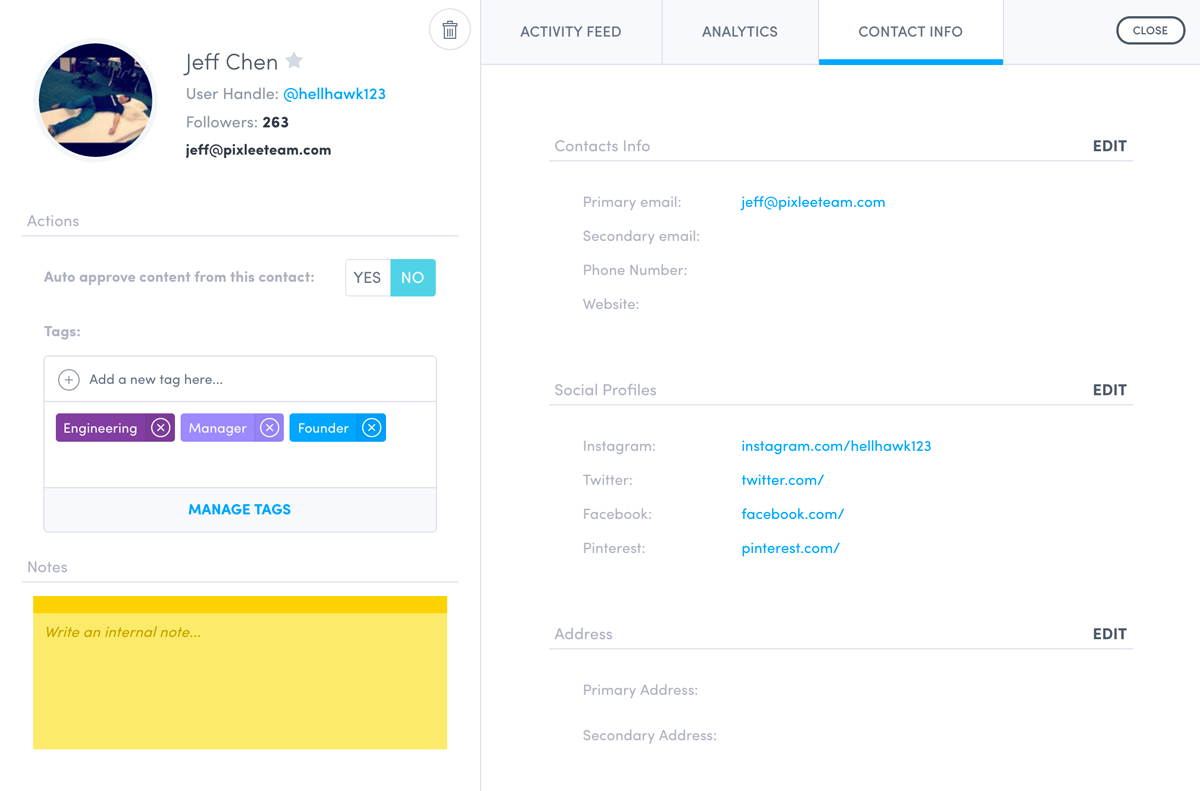 Jeff Chen
User Handle: @hellhawk123
Followers: 263
jeff@pixleeteam.com
Actions
Auto approve content from this contact: YES NO
Tags:
Add a new tag here...
Engineering Manager Founder
MANAGE TAGS
Notes
Write an internal note...
ACTIVITY FEED ANALYTICS CONTACT INFO CLOSE
Contacts Info EDIT
Primary email: jeff@pixleeteam.com
Secondary email:
Phone Number:
Website:
Social Profiles EDIT
Instagram: instagram.com/hellhawk123
Twitter: twitter.com/
Facebook: facebook.com/
Pinterest: pinterest.com/
Address EDIT
Primary Address:
Secondary Address: